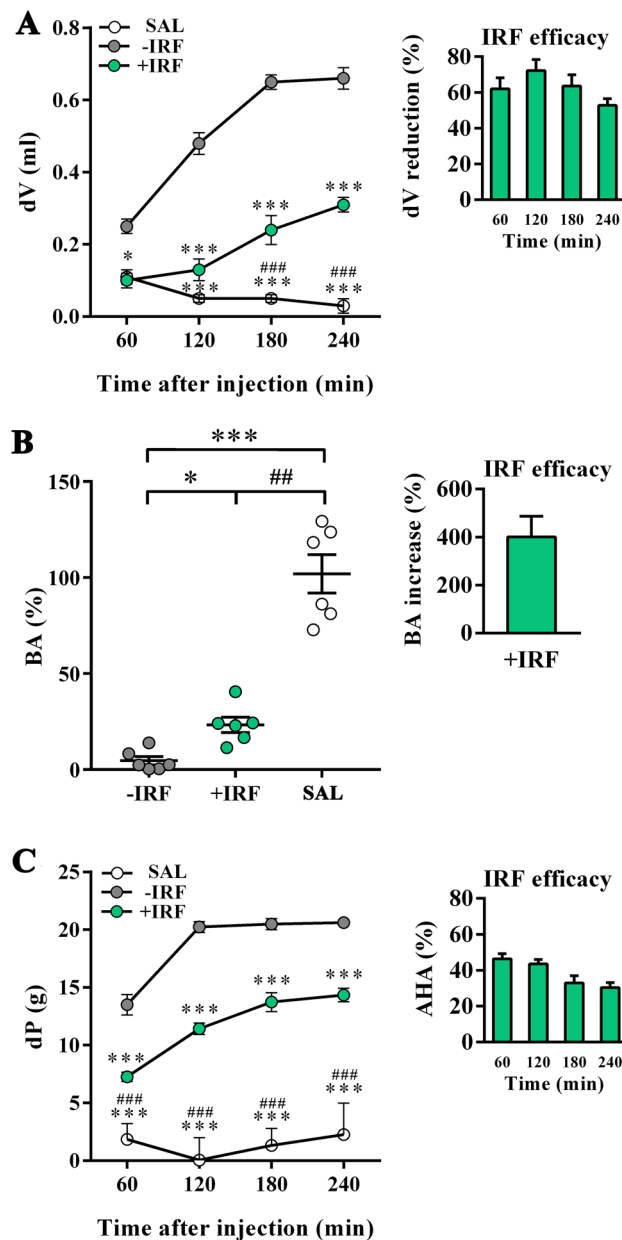 A
SAL
-IRF
+IRF
0.8
0.6
0.4
0.2
0.0
dV (ml)
***
***
***
*
###
###
***
***
***
60 120 180 240
Time after injection (min)
IRF efficacy
80
60
40
20
0
dV reduction (%)
60 120 180 240
Time (min)
B
***
*
##
150
100
50
0
BA (%)
-IRF +IRF SAL
IRF efficacy
600
400
200
0
BA increase (%)
+IRF
C
SAL
-IRF
+IRF
25
20
15
10
5
0
dP (g)
***
***
***
***
###
***
###
***
###
***
###
***
60 120 180 240
Time after injection (min)
IRF efficacy
80
60
40
20
0
AHA (%)
60 120 180 240
Time (min)